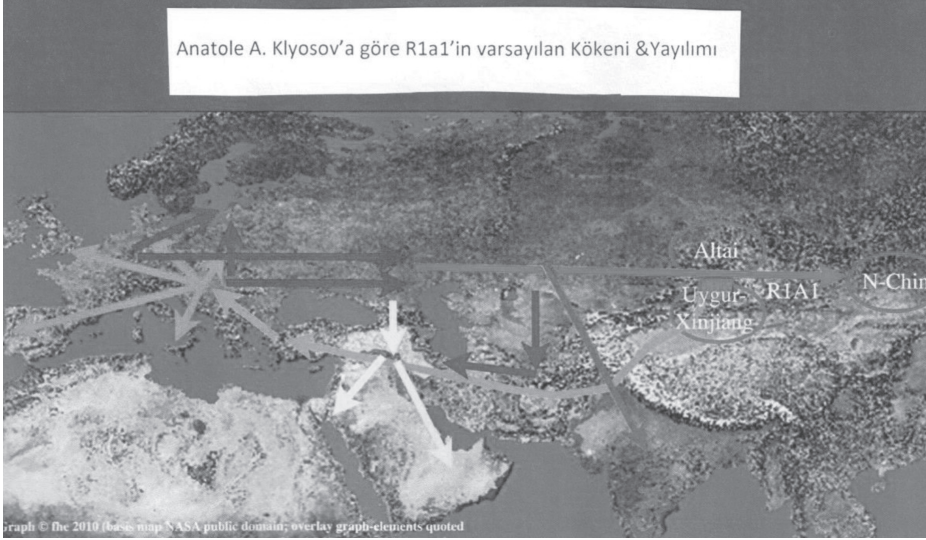 Anatole A. Klyosov’a göre R1a1’in varsayılan Kökeni &Yayılımı
Altai
Uygur-
Xinjiang
R1A1
N-Chin
Graph © fhe 2010 (basis map NASA public domain; overlay graph-elements quoted